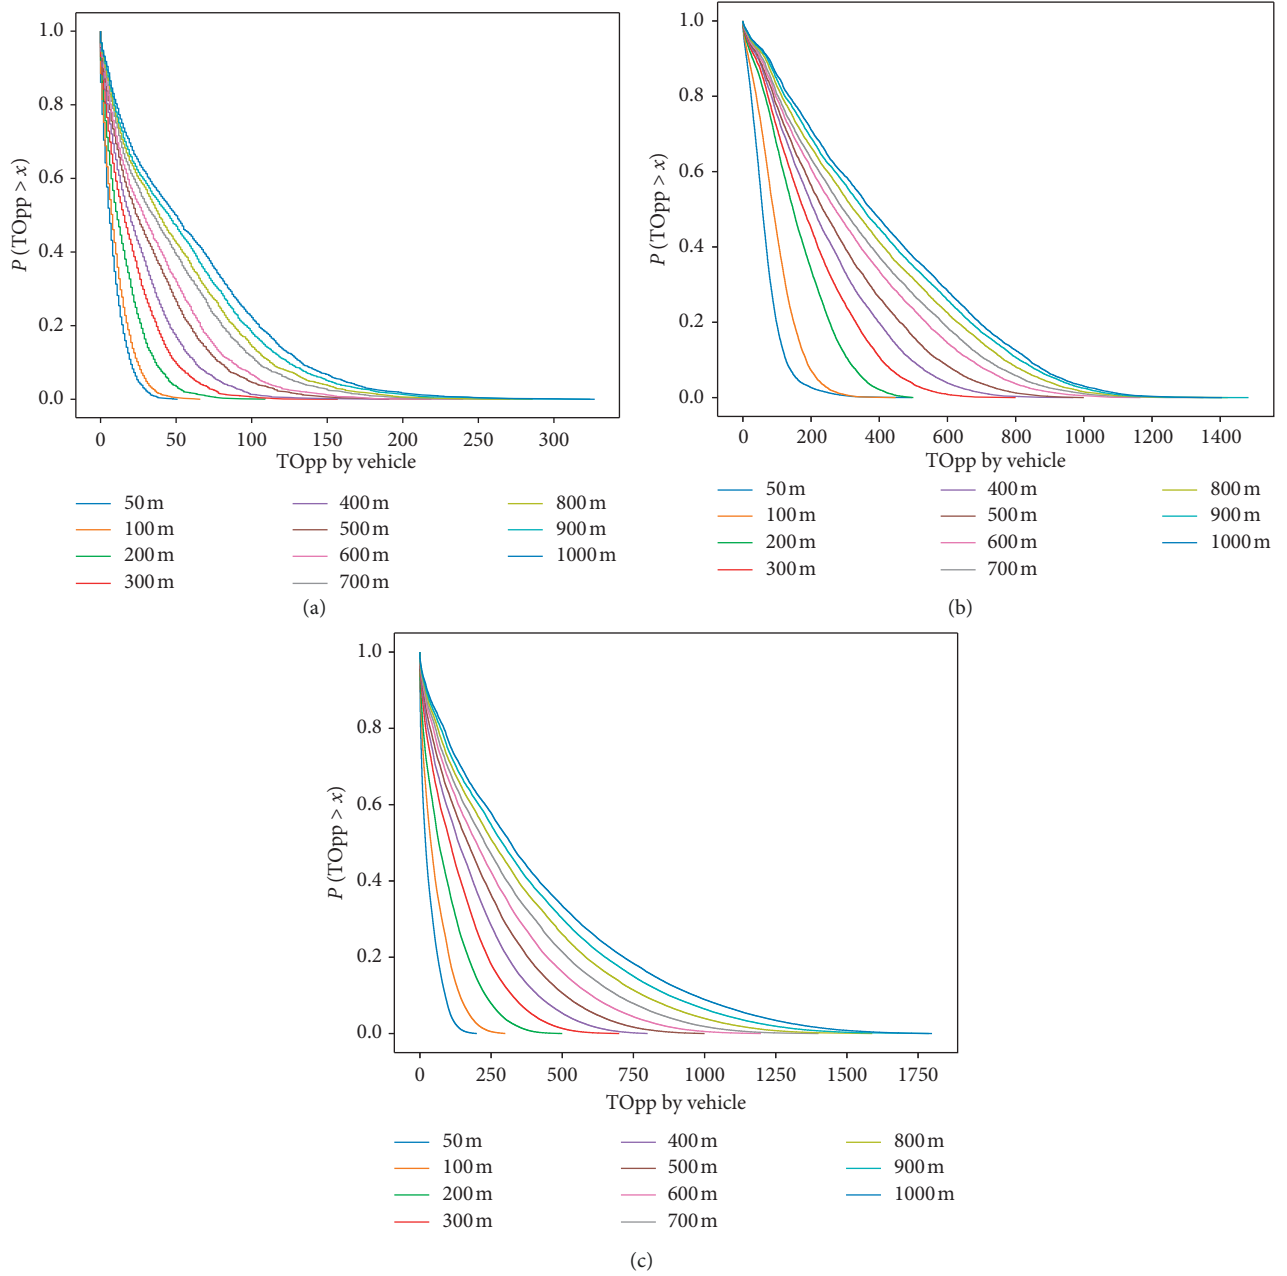 1.0
0.8
0.6
0.4
0.2
0.0
P (TOpp > x)
0 50 100 150 200 250 300
TOpp by vehicle
50 m 400 m 800 m
100 m 500 m 900 m
200 m 600 m 1000 m
300 m 700 m
(a)
1.0
0.8
0.6
0.4
0.2
0.0
P (TOpp > x)
0 200 400 600 800 1000 1200 1400
TOpp by vehicle
50 m 400 m 800 m
100 m 500 m 900 m
200 m 600 m 1000 m
300 m 700 m
(b)
1.0
0.8
0.6
0.4
0.2
0.0
P (TOpp > x)
0 250 500 750 1000 1250 1500 1750
TOpp by vehicle
50 m 400 m 800 m
100 m 500 m 900 m
200 m 600 m 1000 m
300 m 700 m
(c)